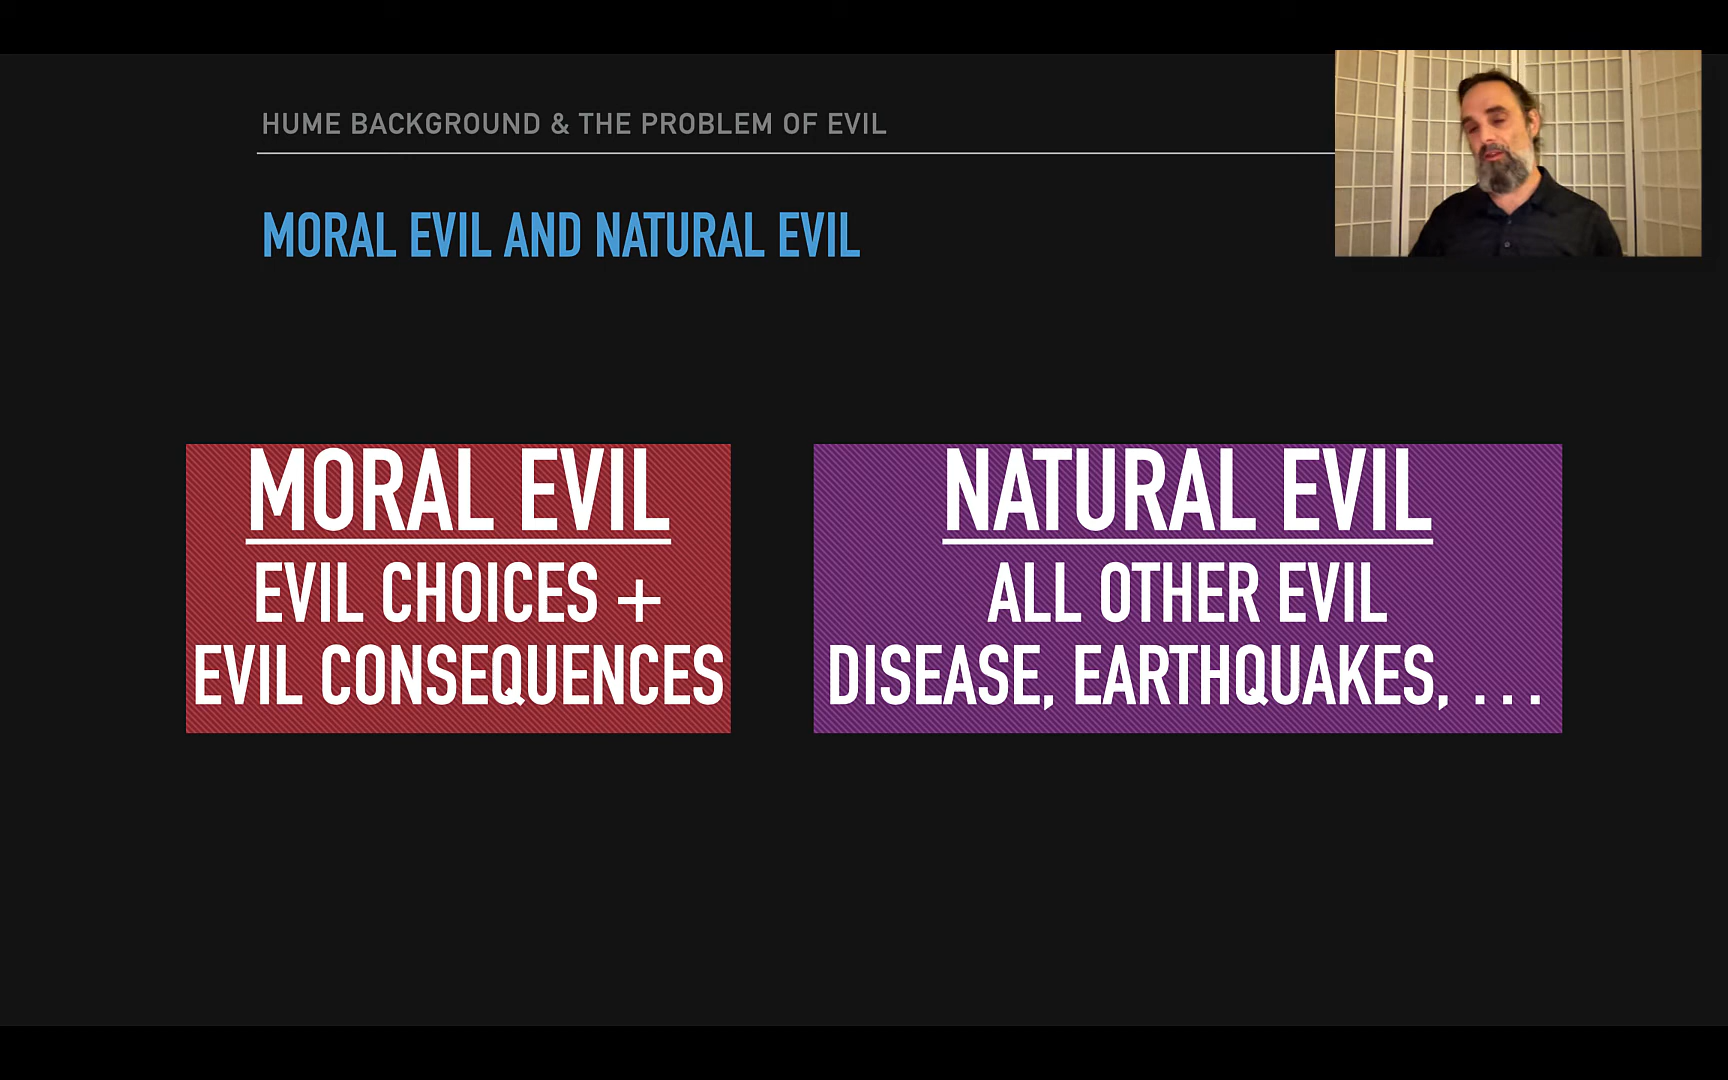 HUME BACKGROUND & THE PROBLEM OF EVIL
MORAL EVIL AND NATURAL EVIL
MORAL EVIL
EVIL CHOICES +
EVIL CONSEQUENCES
NATURAL EVIL
ALL OTHER EVIL
DISEASE, EARTHQUAKES, ...